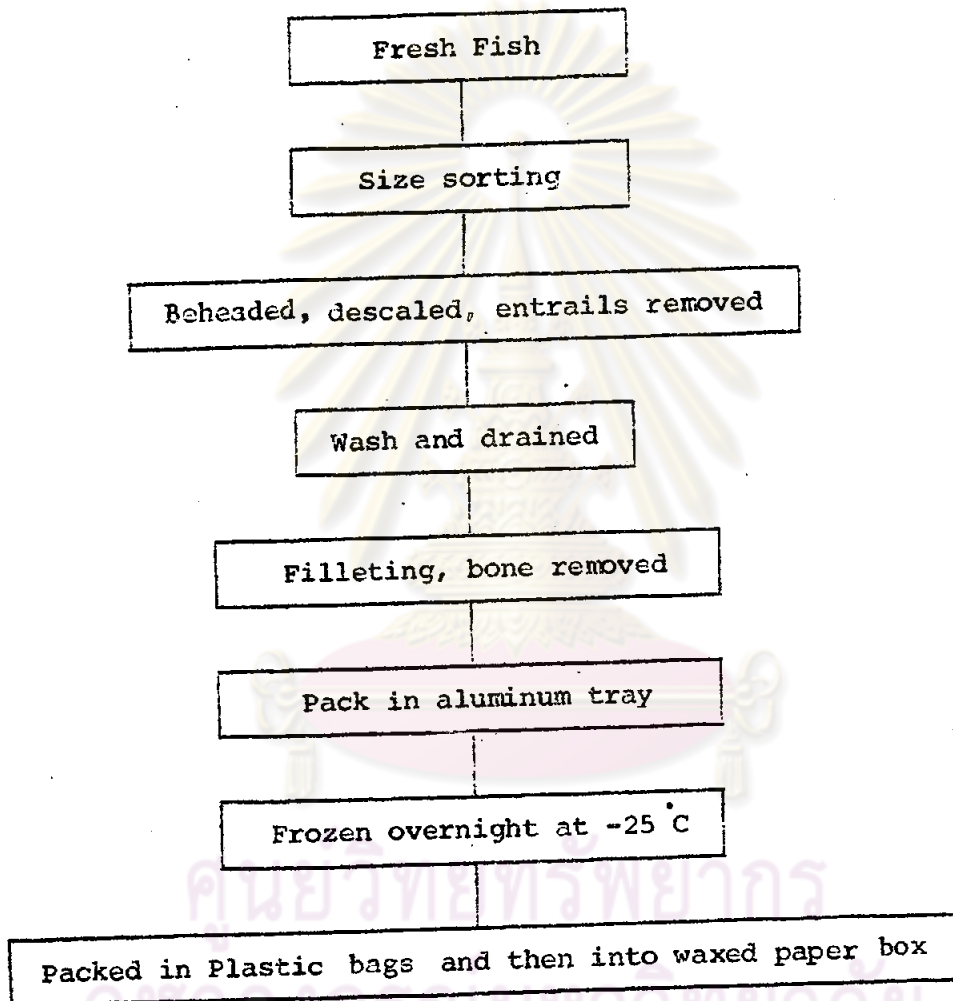 Fresh Fish
Size sorting
Beheaded, descaled, entrails removed
Wash and drained
Filleting, bone removed
Pack in aluminum tray
Frozen overnight at -25°C
Packed in Plastic bags and then into waxed paper box
ศูนย์วิทยทรัพยากร